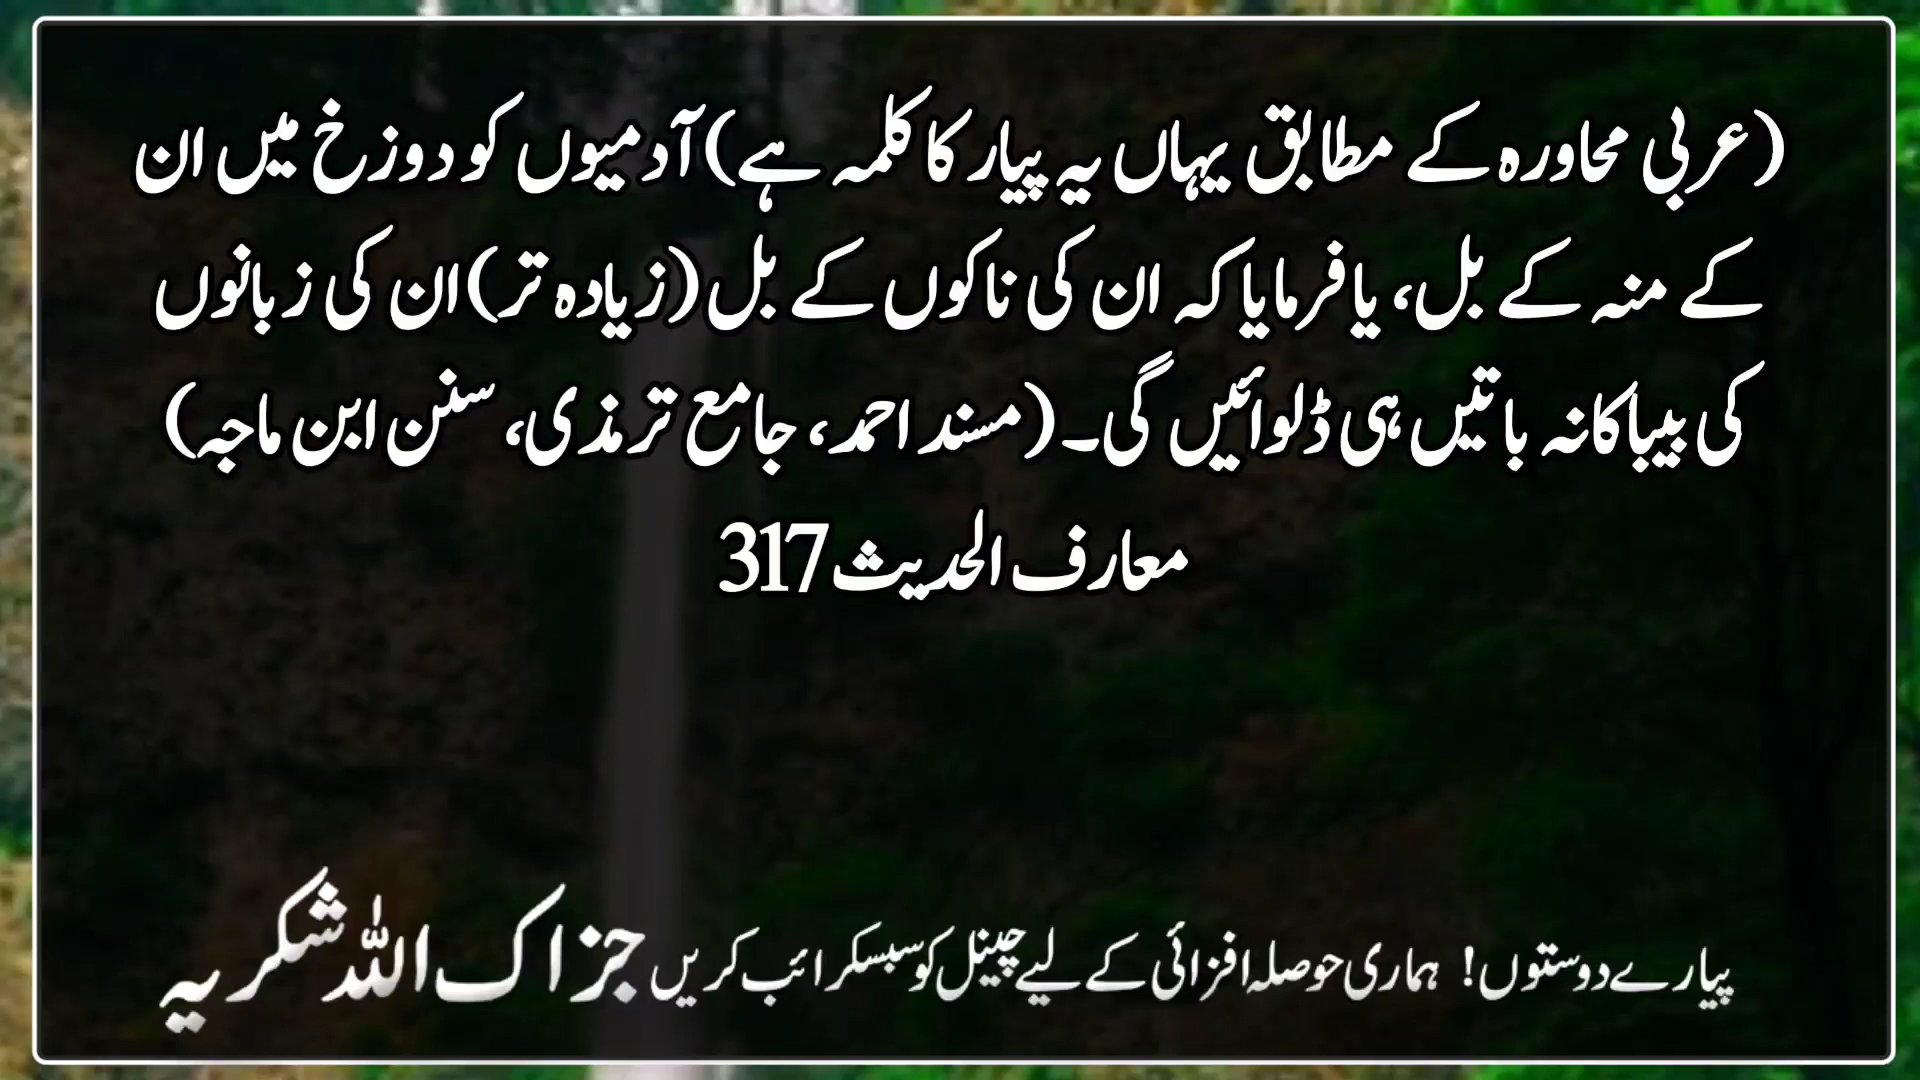 (عربی محاورہ کے مطابق یہاں یہ پیار کا کلمہ ہے) آدمیوں کو دوزخ میں ان
کے منہ کے بل، یا فرمایا کہ ان کی ناکوں کے بل (زیادہ تر) ان کی زبانوں
کی بیباکانہ باتیں ہی ڈلوائیں گی۔ (مسند احمد، جامع ترمذی، سنن ابن ماجہ)
معارف الحدیث 317
پیارے دوستوں! ہماری حوصلہ افزائی کے لیے چینل کو سبسکرائب کریں جزاک اللہ شکریہ